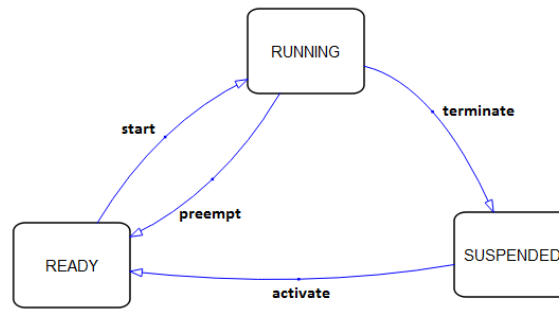 RUNNING
terminate
start
preempt
READY
SUSPENDED
activate